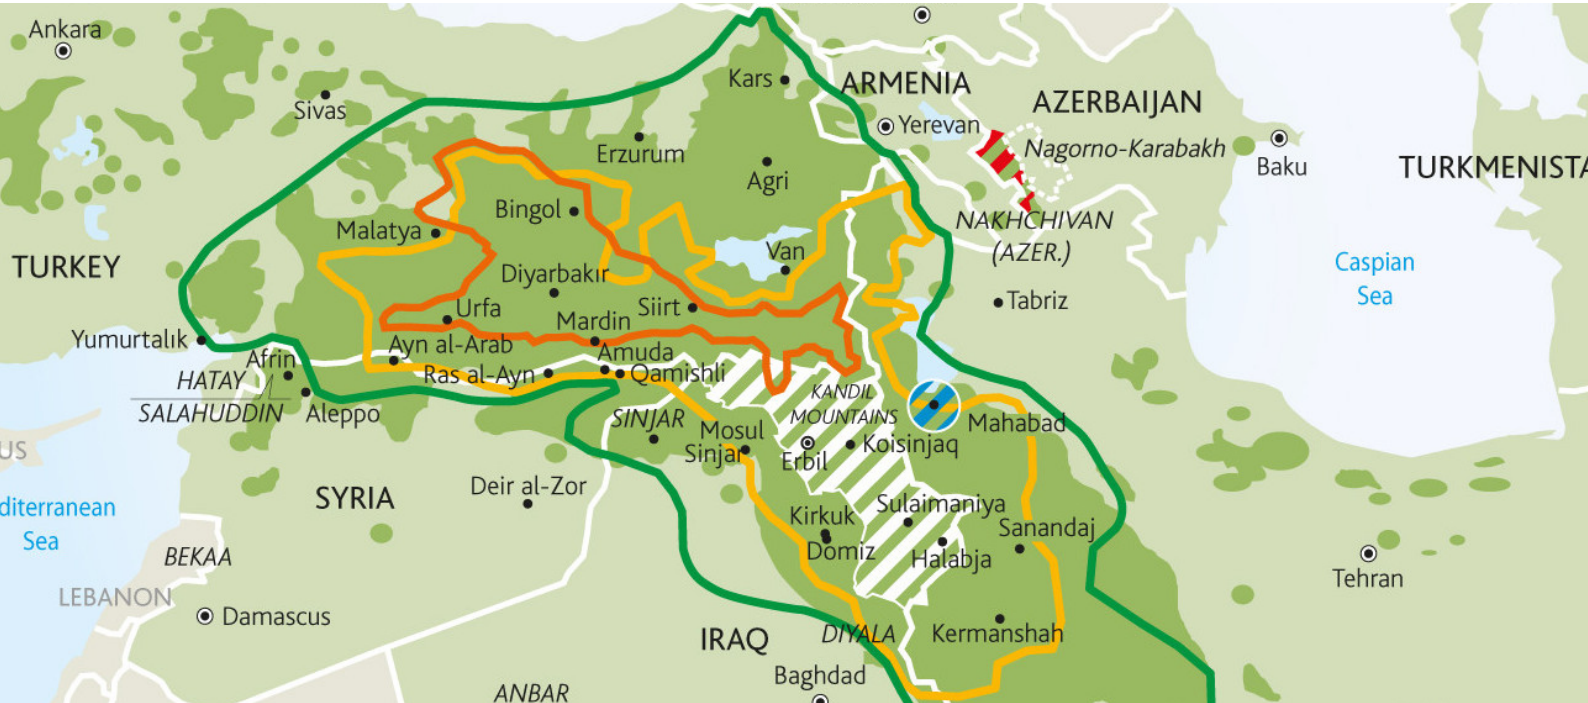 Ankara
Sivas
Kars
ARMENIA
AZERBAIJAN
Yerevan
Nagorno-Karabakh
Baku
TURKMENISTA
Erzurum
Agri
Bingol
Malatya
NAKHCHIVAN
(AZER.)
TURKEY
Van
Caspian
Sea
Diyarbakır
Tabriz
Urfa
Siirt
Mardin
Yumurtalık
Ayn al-Arab
Afrin
Amuda
HATAY
Ras al-Ayn
Qamishli
SALAHUDDIN
Aleppo
KANDIL
MOUNTAINS
SINJAR
Mahabad
Mosul
Sinjar
Erbil
Koisinjaq
US
SYRIA
Deir al-Zor
diterranean
Sea
Sulaimaniya
Kirkuk
Domiz
Sanandaj
Halabja
BEKAA
Tehran
LEBANON
Damascus
IRAQ
DIYALA
Kermanshah
Baghdad
ANBAR